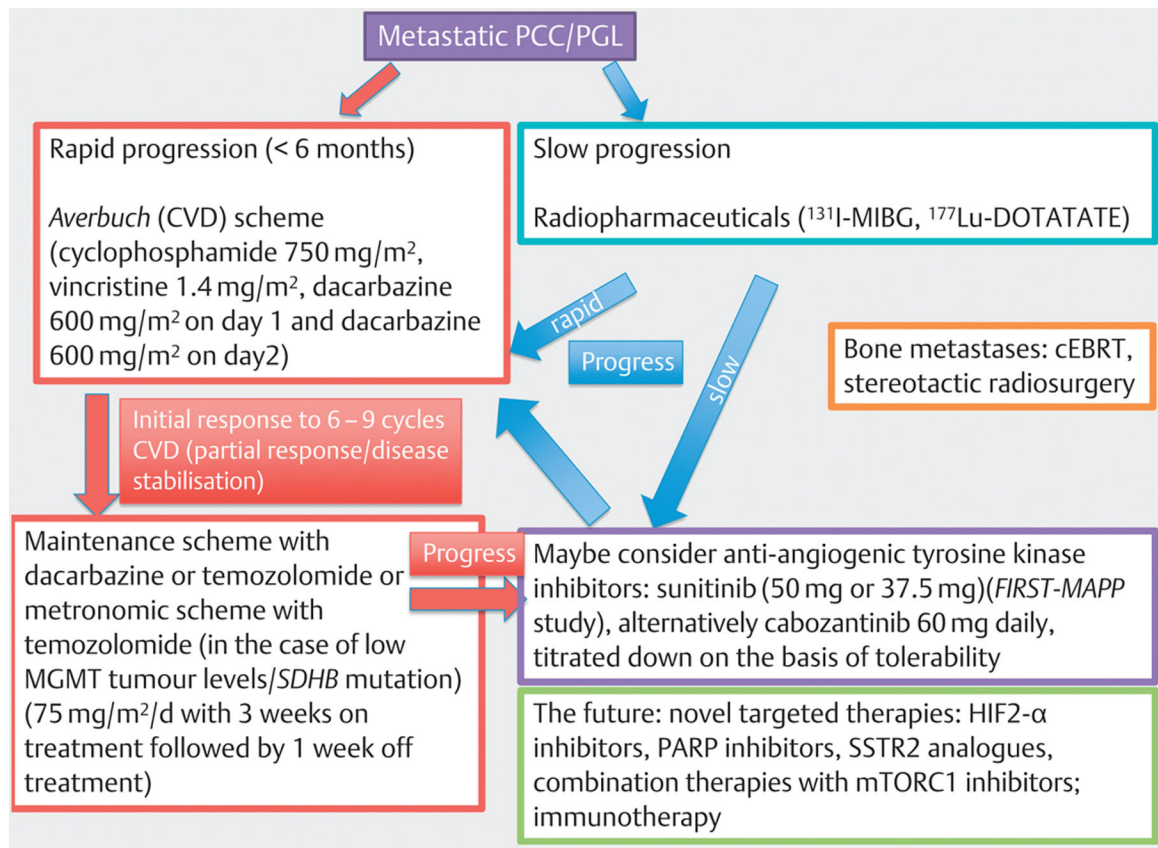 Metastatic PCC/PGL
Rapid progression (< 6 months)
Averbuch (CVD) scheme
(cyclophosphamide 750 mg/m²,
vincristine 1.4 mg/m², dacarbazine
600 mg/m² on day 1 and dacarbazine
600 mg/m² on day2)
Slow progression
Radiopharmaceuticals (¹³¹I-MIBG, ¹⁷⁷Lu-DOTATATE)
rapid
Progress
slow
Bone metastases: cEBRT,
stereotactic radiosurgery
Initial response to 6 – 9 cycles
CVD (partial response/disease
stabilisation)
Maintenance scheme with
dacarbazine or temozolomide or
metronomic scheme with
temozolomide (in the case of low
MGMT tumour levels/SDHB mutation)
(75 mg/m²/d with 3 weeks on
treatment followed by 1 week off
treatment)
Progress
Maybe consider anti-angiogenic tyrosine kinase
inhibitors: sunitinib (50 mg or 37.5 mg)(FIRST-MAPP
study), alternatively cabozantinib 60 mg daily,
titrated down on the basis of tolerability
The future: novel targeted therapies: HIF2-α
inhibitors, PARP inhibitors, SSTR2 analogues,
combination therapies with mTORC1 inhibitors;
immunotherapy